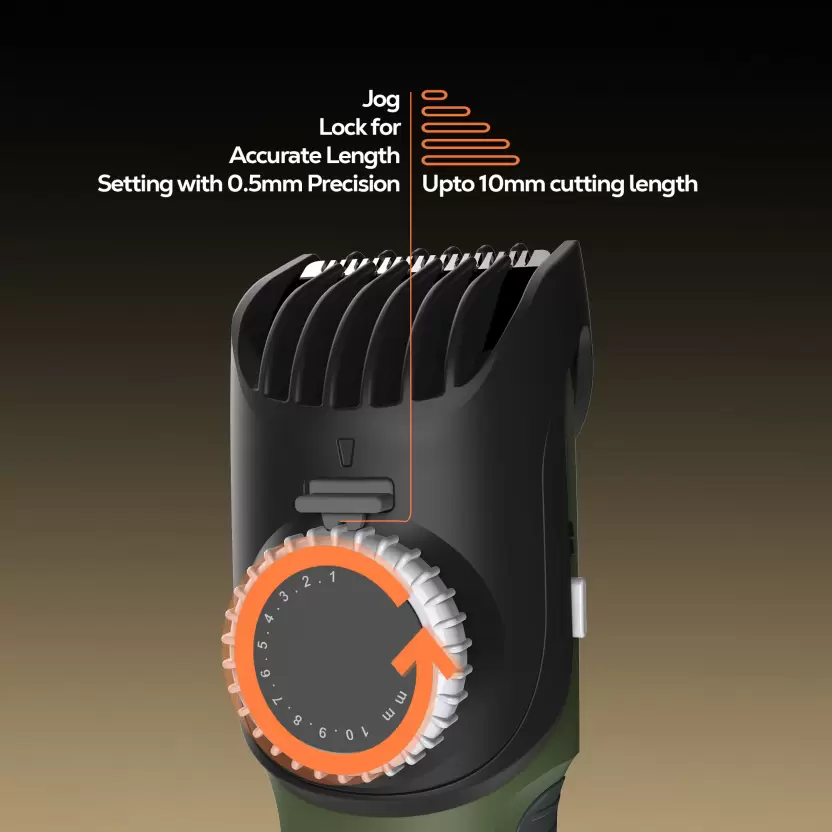 Jog
Lock for
Accurate Length
Setting with 0.5mm Precision
Upto 10mm cutting length
1.2.3.4.5.6.7.8.9.10 mm